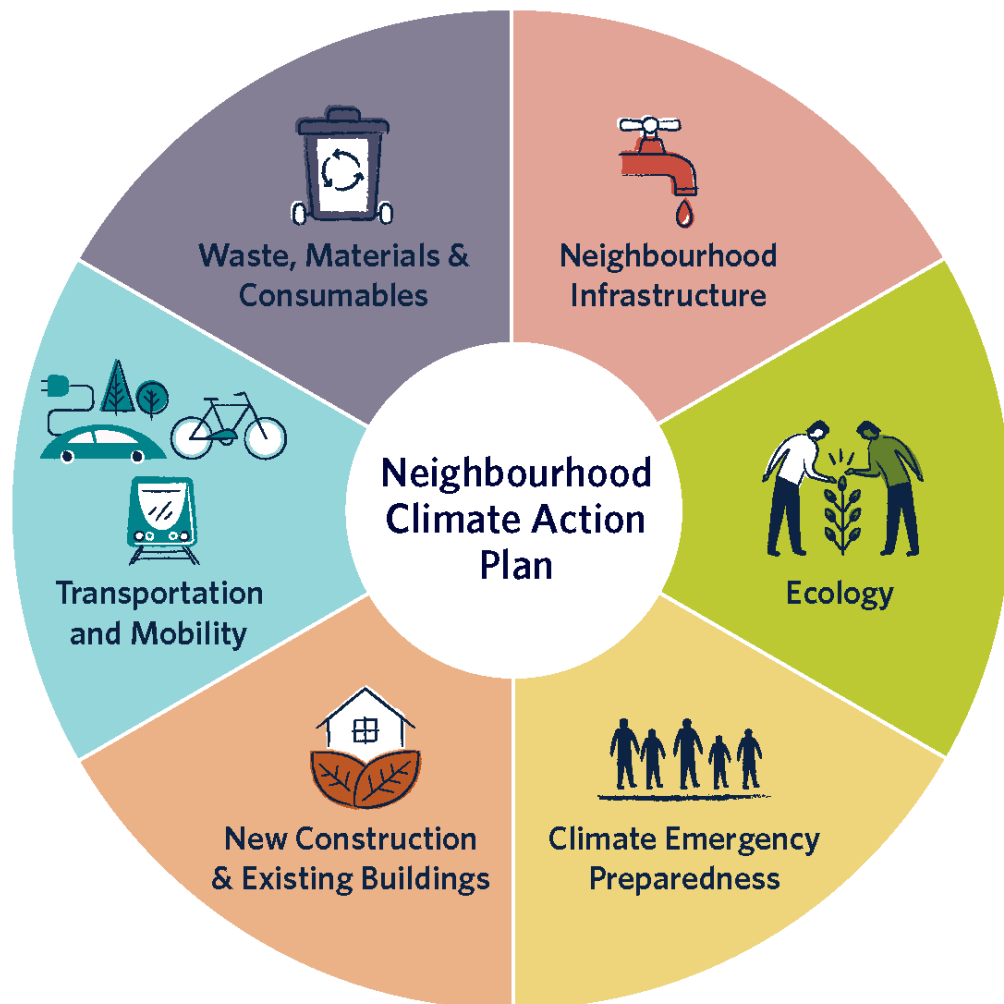 Waste, Materials &
Consumables
Neighbourhood
Infrastructure
Transportation
and Mobility
Neighbourhood
Climate Action
Plan
Ecology
New Construction
& Existing Buildings
Climate Emergency
Preparedness